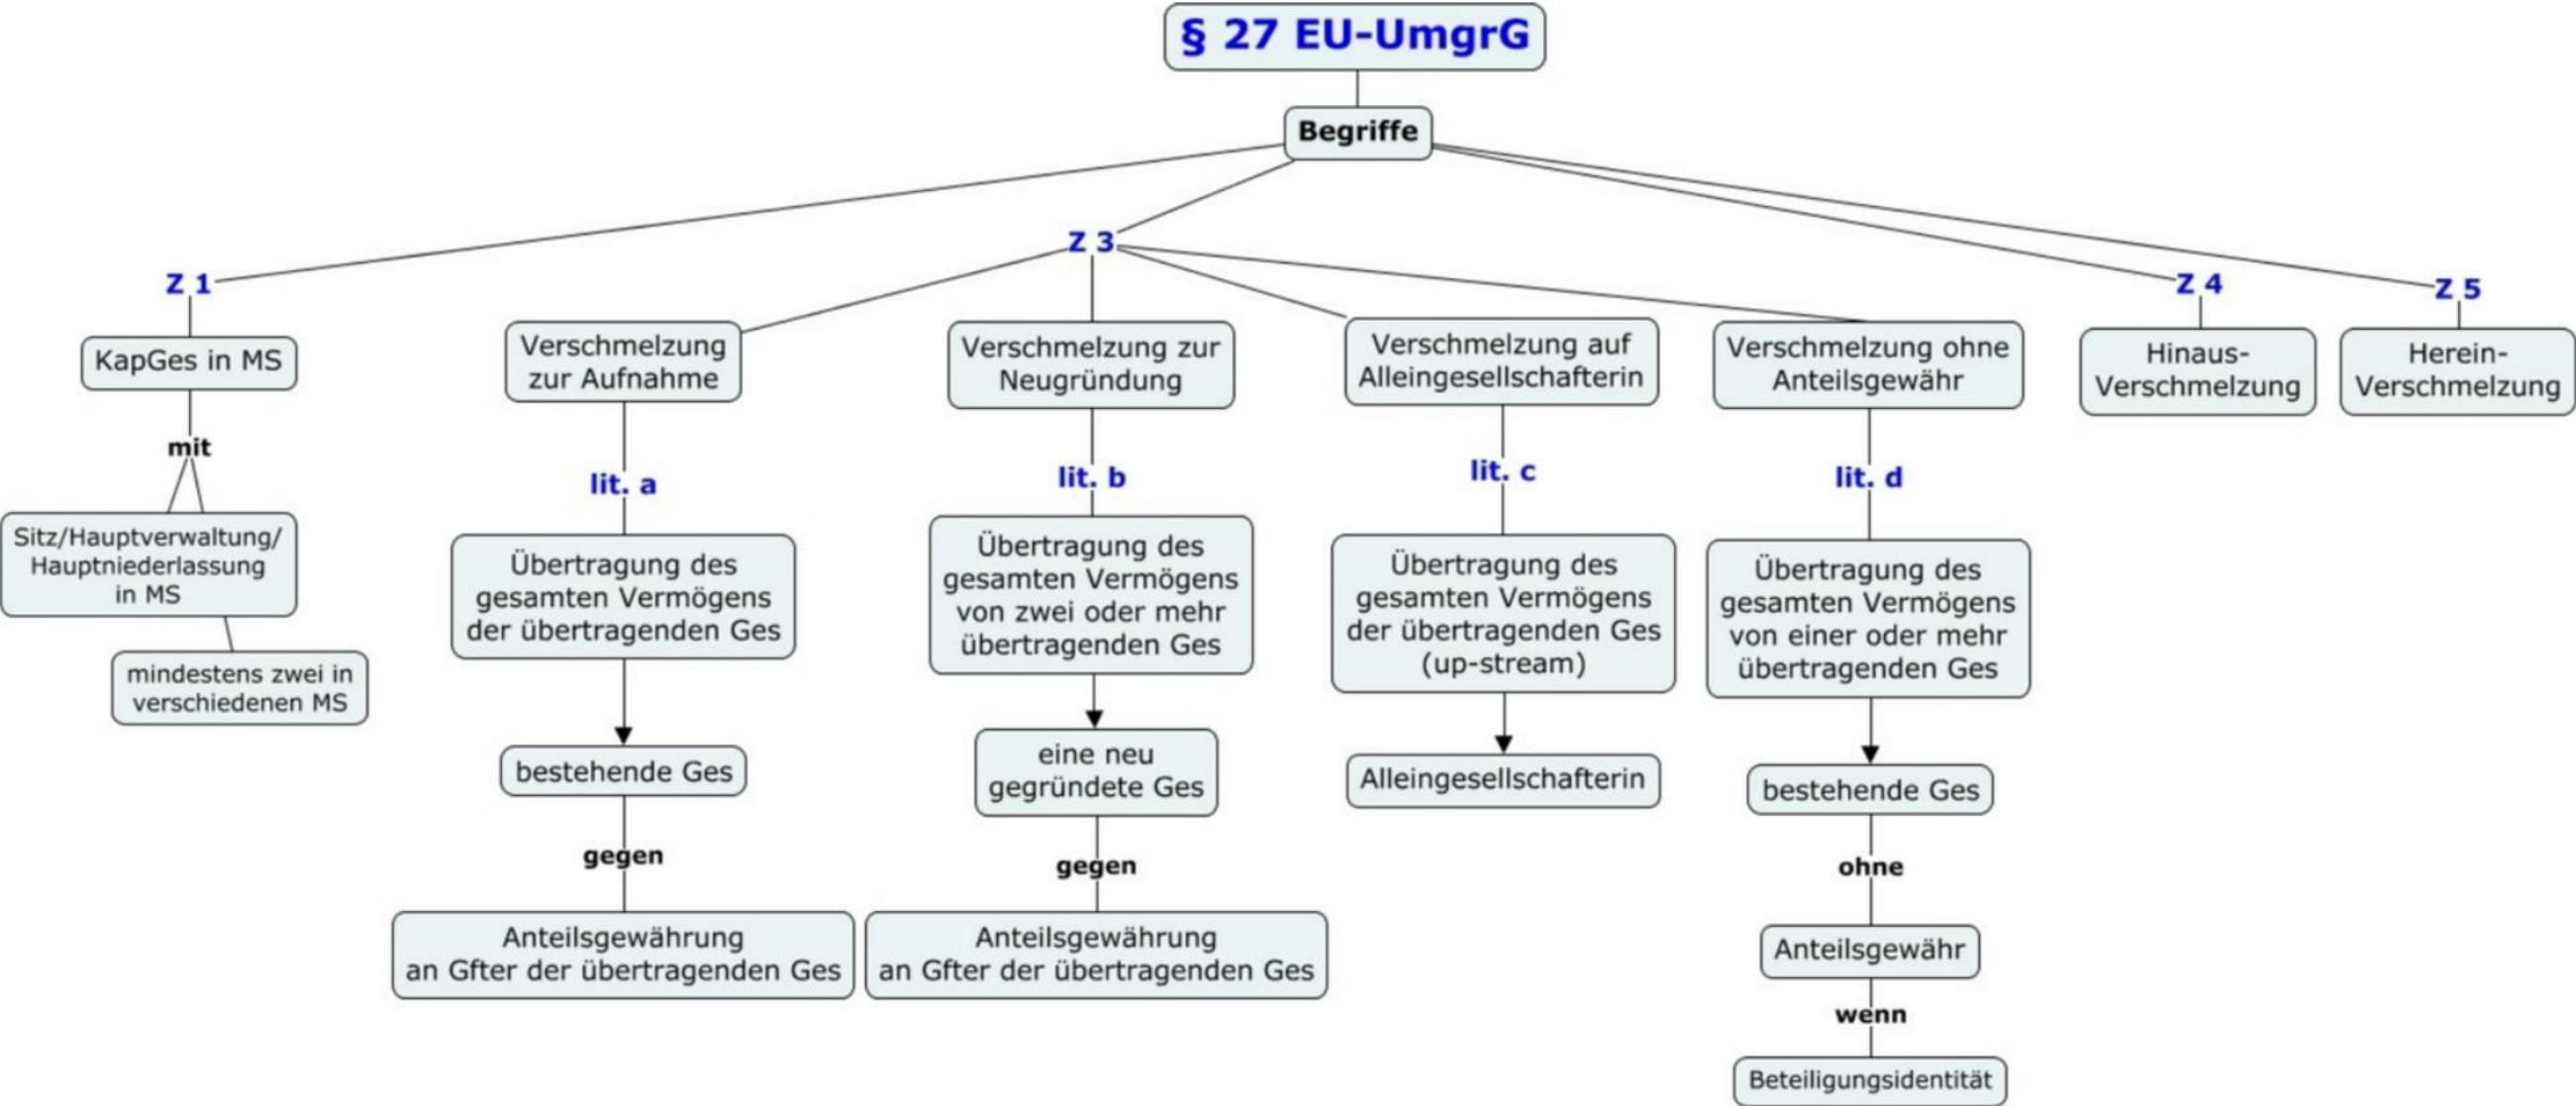 § 27 EU-UmgrG
Begriffe
Z 1
KapGes in MS
mit
Sitz/Hauptverwaltung/
Hauptniederlassung
in MS
mindestens zwei in
verschiedenen MS
Z 3
Verschmelzung
zur Aufnahme
lit. a
Übertragung des
gesamten Vermögens
der übertragenden Ges
bestehende Ges
gegen
Anteilsgewährung
an Gfter der übertragenden Ges
Verschmelzung zur
Neugründung
lit. b
Übertragung des
gesamten Vermögens
von zwei oder mehr
übertragenden Ges
eine neu
gegründete Ges
gegen
Anteilsgewährung
an Gfter der übertragenden Ges
Verschmelzung auf
Alleingesellschafterin
lit. c
Übertragung des
gesamten Vermögens
der übertragenden Ges
(up-stream)
Alleingesellschafterin
Verschmelzung ohne
Anteilsgewähr
lit. d
Übertragung des
gesamten Vermögens
von einer oder mehr
übertragenden Ges
bestehende Ges
ohne
Anteilsgewähr
wenn
Beteiligungsidentität
Z 4
Hinaus-
Verschmelzung
Z 5
Herein-
Verschmelzung